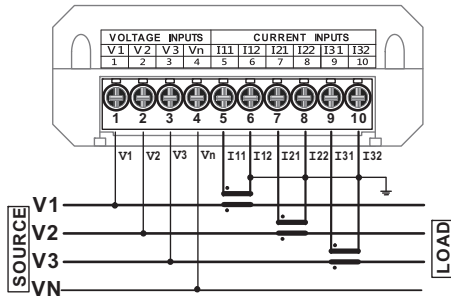 VOLTAGE INPUTS CURRENT INPUTS
V1 V2 V3 Vn I11 I12 I21 I22 I31 I32
1 2 3 4 5 6 7 8 9 10
1 2 3 4 5 6 7 8 9 10
V1 V2 V3 Vn I11 I12 I21 I22 I31 I32
SOURCE
V1
V2
V3
VN
LOAD